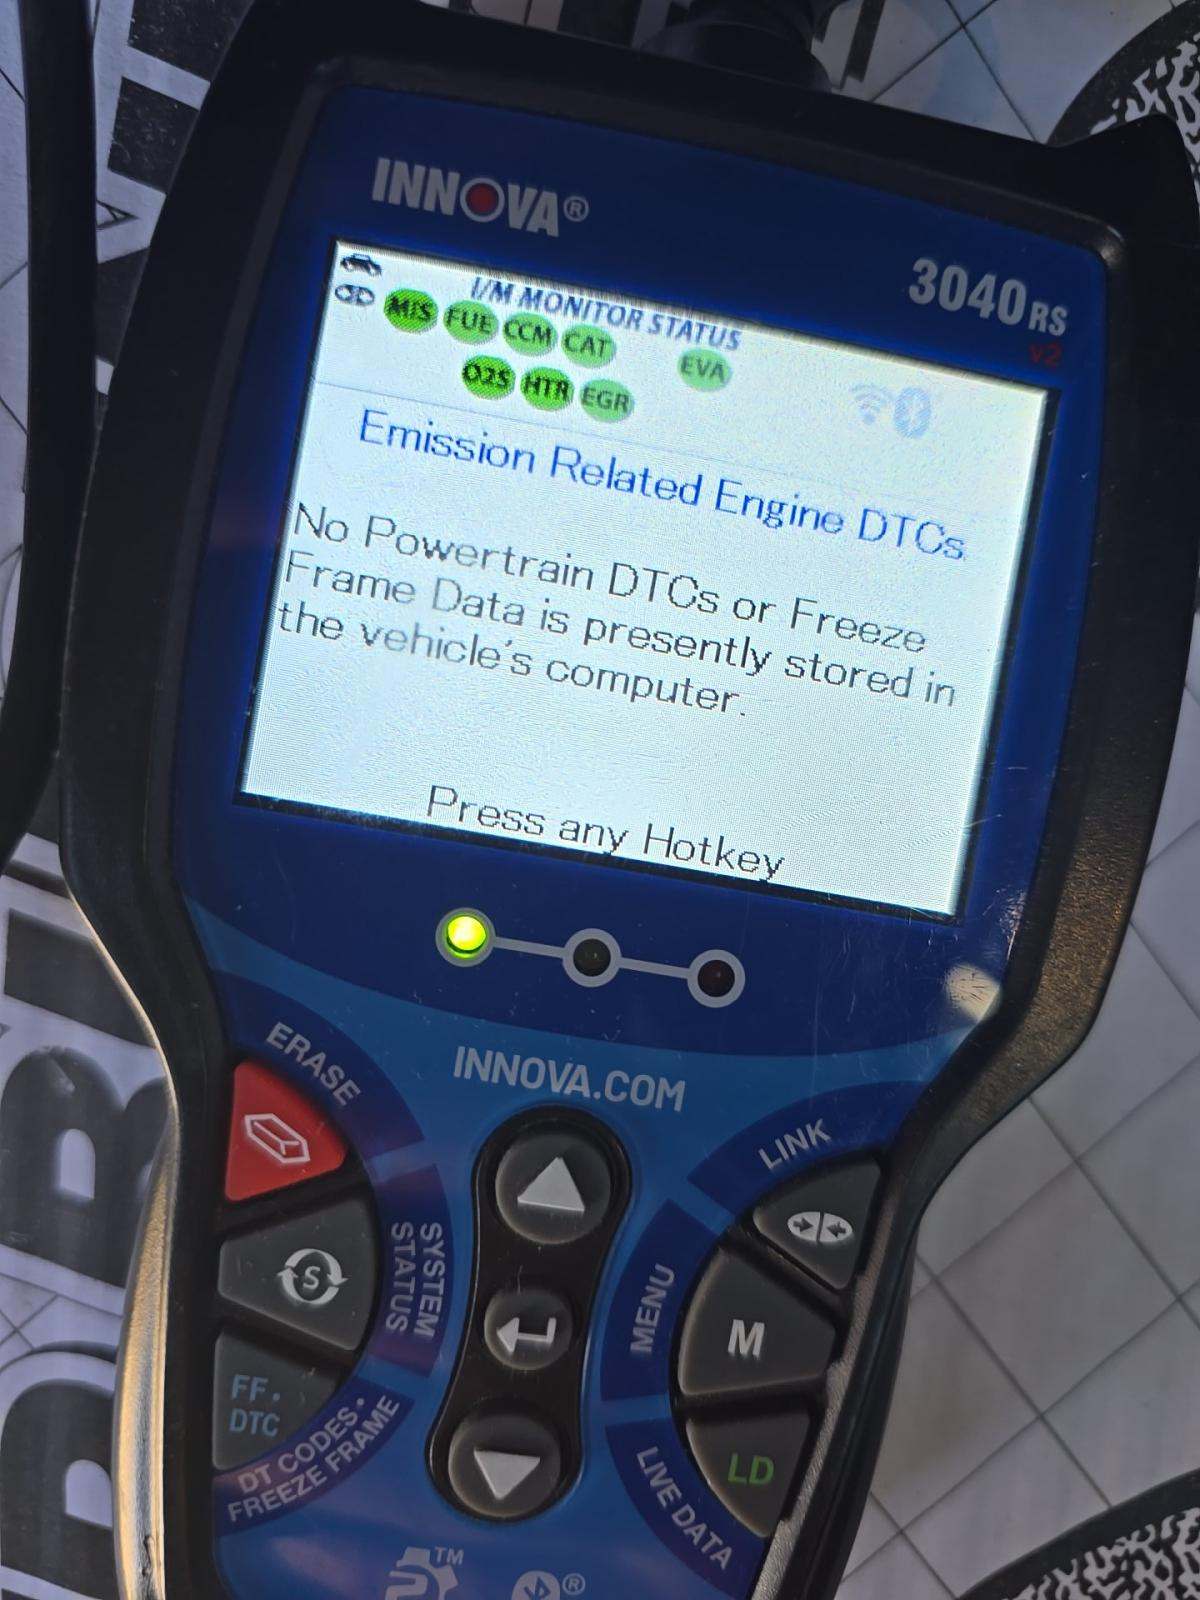 INNOVA®
3040RS
v2
I/M MONITOR STATUS
MIS FUE CCM CAT EVA
O2S HTR EGR
Emission Related Engine DTCs
No Powertrain DTCs or Freeze
Frame Data is presently stored in
the vehicle's computer.
Press any Hotkey
INNOVA.COM
ERASE
LINK
SYSTEM
STATUS
S
MENU
M
FF•
DTC
DT CODES•
FREEZE FRAME
LD
LIVE DATA
TM
®